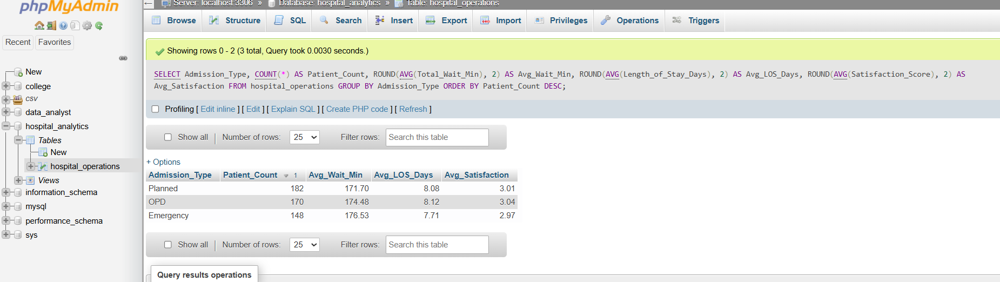 phpMyAdmin
Recent Favorites
New
college
csv
data_analyst
hospital_analytics
Tables
New
hospital_operations
Views
information_schema
mysql
performance_schema
sys
Server: localhost:3306 » Database: hospital_analytics » Table: hospital_operations
Browse Structure SQL Search Insert Export Import Privileges Operations Triggers
Showing rows 0 - 2 (3 total, Query took 0.0030 seconds.)
SELECT Admission_Type, COUNT(*) AS Patient_Count, ROUND(AVG(Total_Wait_Min), 2) AS Avg_Wait_Min, ROUND(AVG(Length_of_Stay_Days), 2) AS Avg_LOS_Days, ROUND(AVG(Satisfaction_Score), 2) AS
Avg_Satisfaction FROM hospital_operations GROUP BY Admission_Type ORDER BY Patient_Count DESC;
Profiling [ Edit inline ] [ Edit ] [ Explain SQL ] [ Create PHP code ] [ Refresh ]
Show all | Number of rows: 25 Filter rows: Search this table
+ Options
Admission_Type Patient_Count 1 Avg_Wait_Min Avg_LOS_Days Avg_Satisfaction
Planned 182 171.70 8.08 3.01
OPD 170 174.48 8.12 3.04
Emergency 148 176.53 7.71 2.97
Show all | Number of rows: 25 Filter rows: Search this table
Query results operations